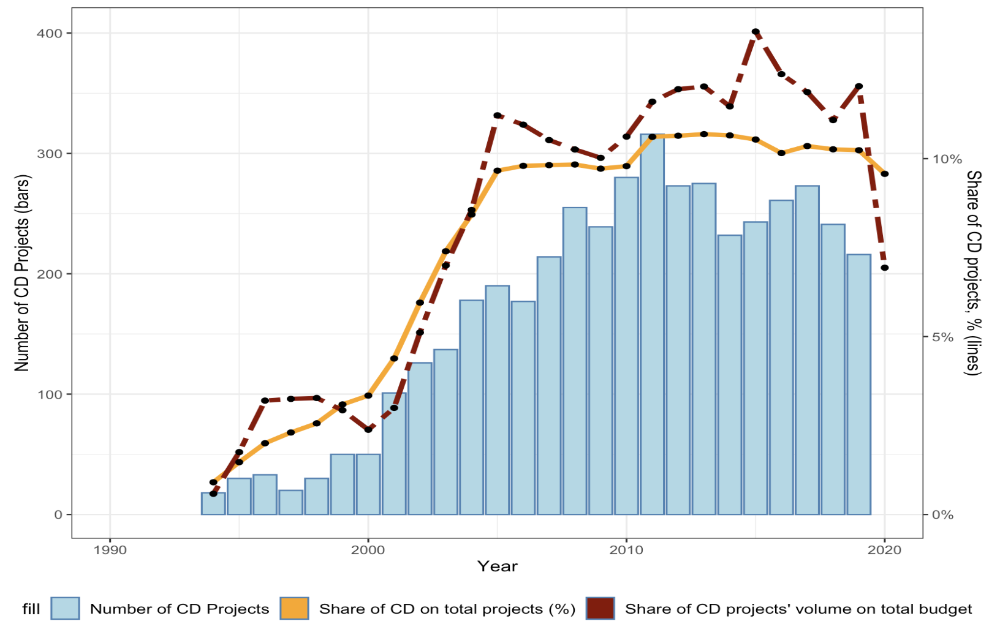 Number of CD Projects (bars)
400
300
200
100
0
10%
5%
0%
Share of CD projects, % (lines)
1990
2000
2010
2020
Year
fill
Number of CD Projects
Share of CD on total projects (%)
Share of CD projects' volume on total budget